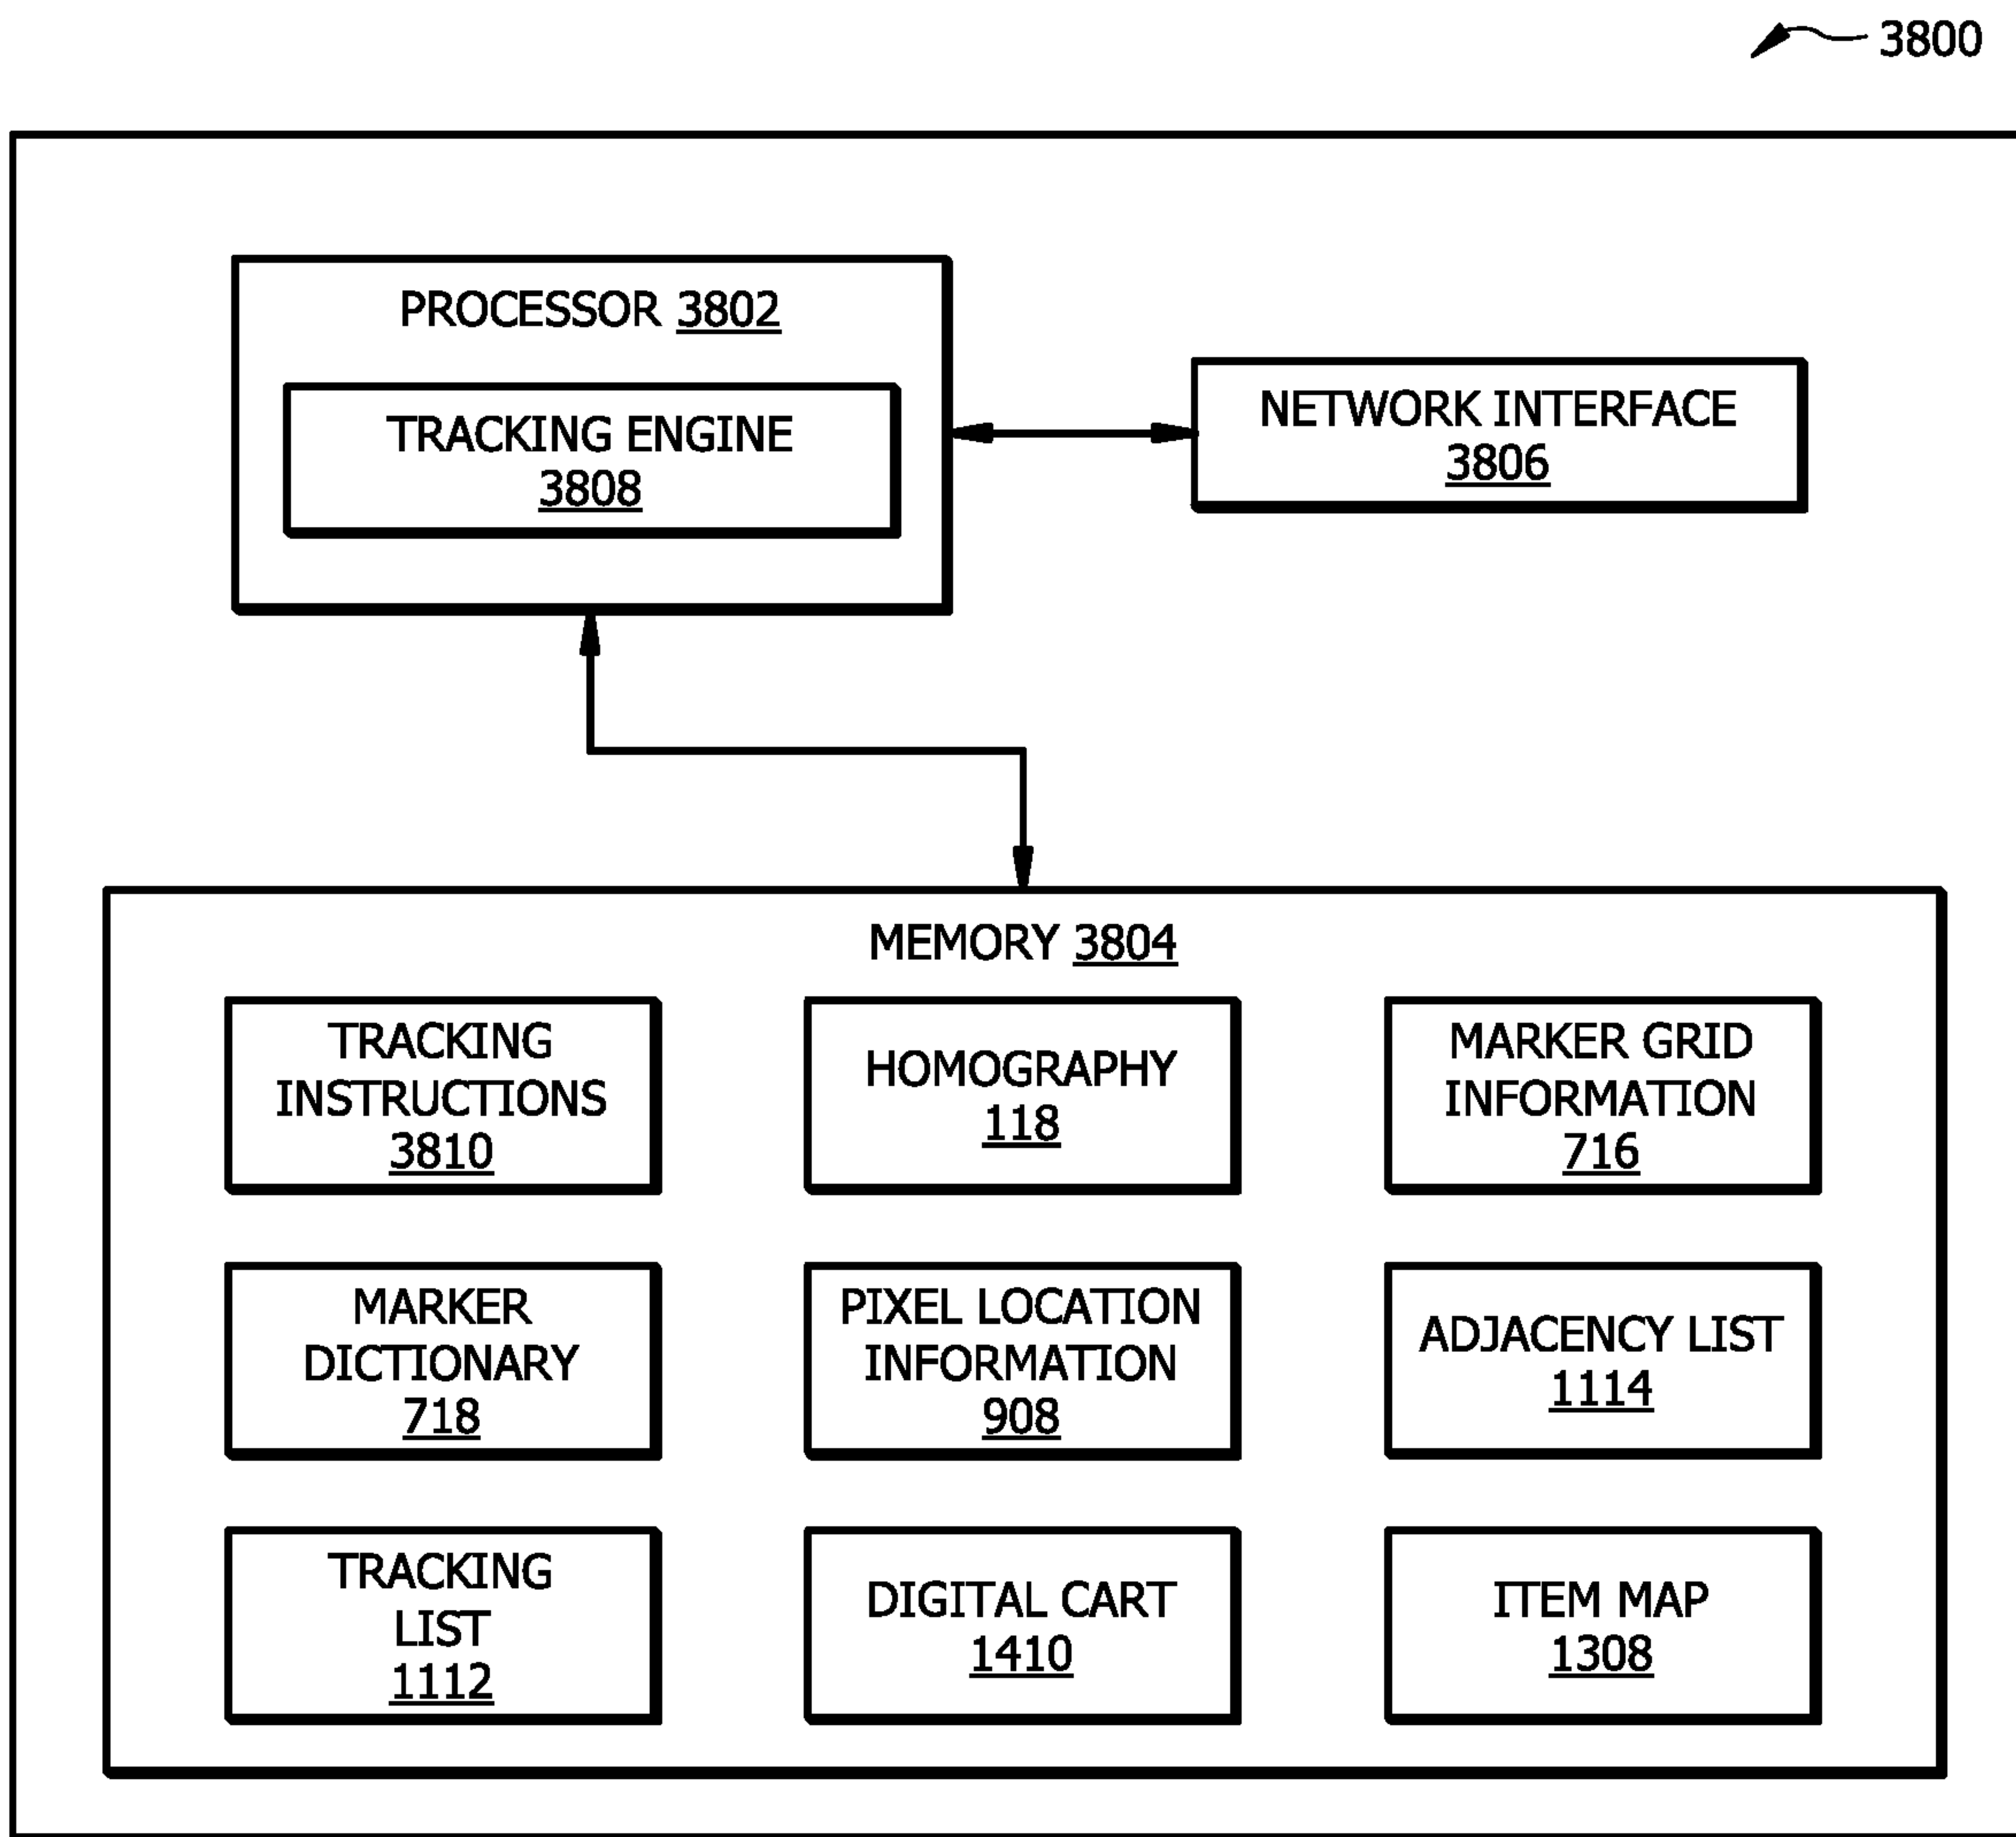 3800
PROCESSOR 3802
TRACKING ENGINE
3808
NETWORK INTERFACE
3806
MEMORY 3804
TRACKING
INSTRUCTIONS
3810
HOMOGRAPHY
118
MARKER GRID
INFORMATION
716
MARKER
DICTIONARY
718
PIXEL LOCATION
INFORMATION
908
ADJACENCY LIST
1114
TRACKING
LIST
1112
DIGITAL CART
1410
ITEM MAP
1308